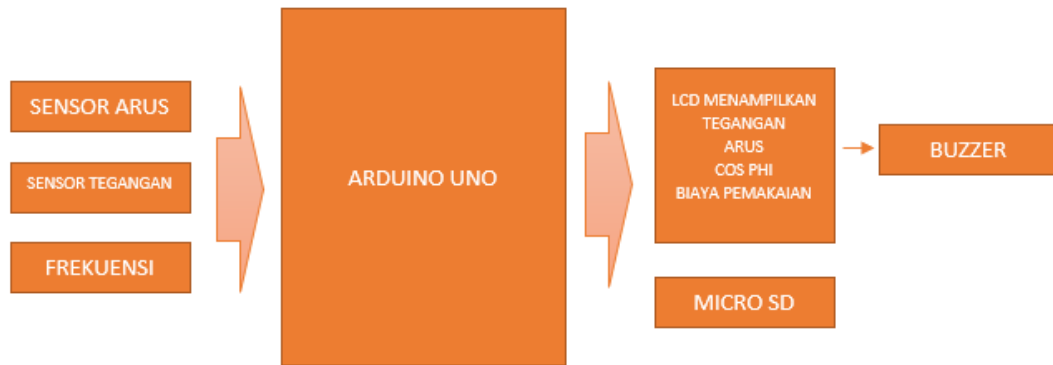 SENSOR ARUS
SENSOR TEGANGAN
FREKUENSI
ARDUINO UNO
LCD MENAMPILKAN
TEGANGAN
ARUS
COS PHI
BIAYA PEMAKAIAN
MICRO SD
BUZZER